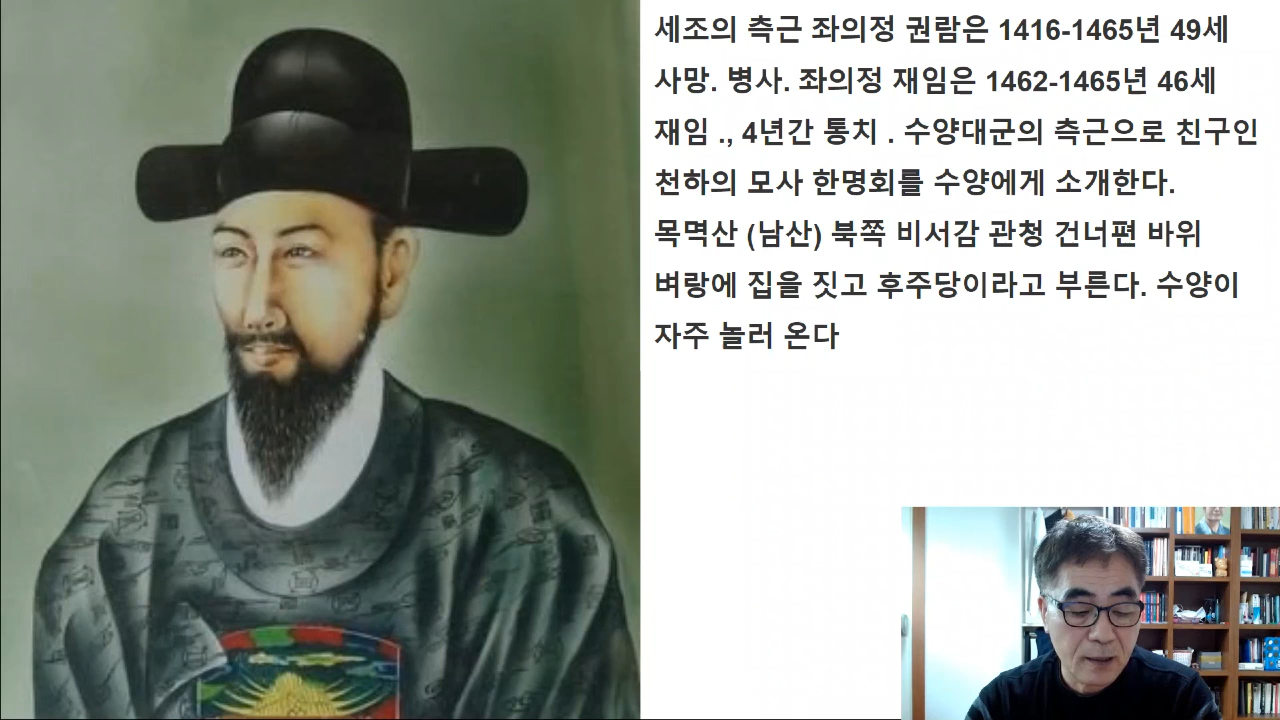 세조의 측근 좌의정 권람은 1416-1465년 49세
사망. 병사. 좌의정 재임은 1462-1465년 46세
재임 ., 4년간 통치 . 수양대군의 측근으로 친구인
천하의 모사 한명회를 수양에게 소개한다.
목멱산 (남산) 북쪽 비서감 관청 건너편 바위
벼랑에 집을 짓고 후주당이라고 부른다. 수양이
자주 놀러 온다